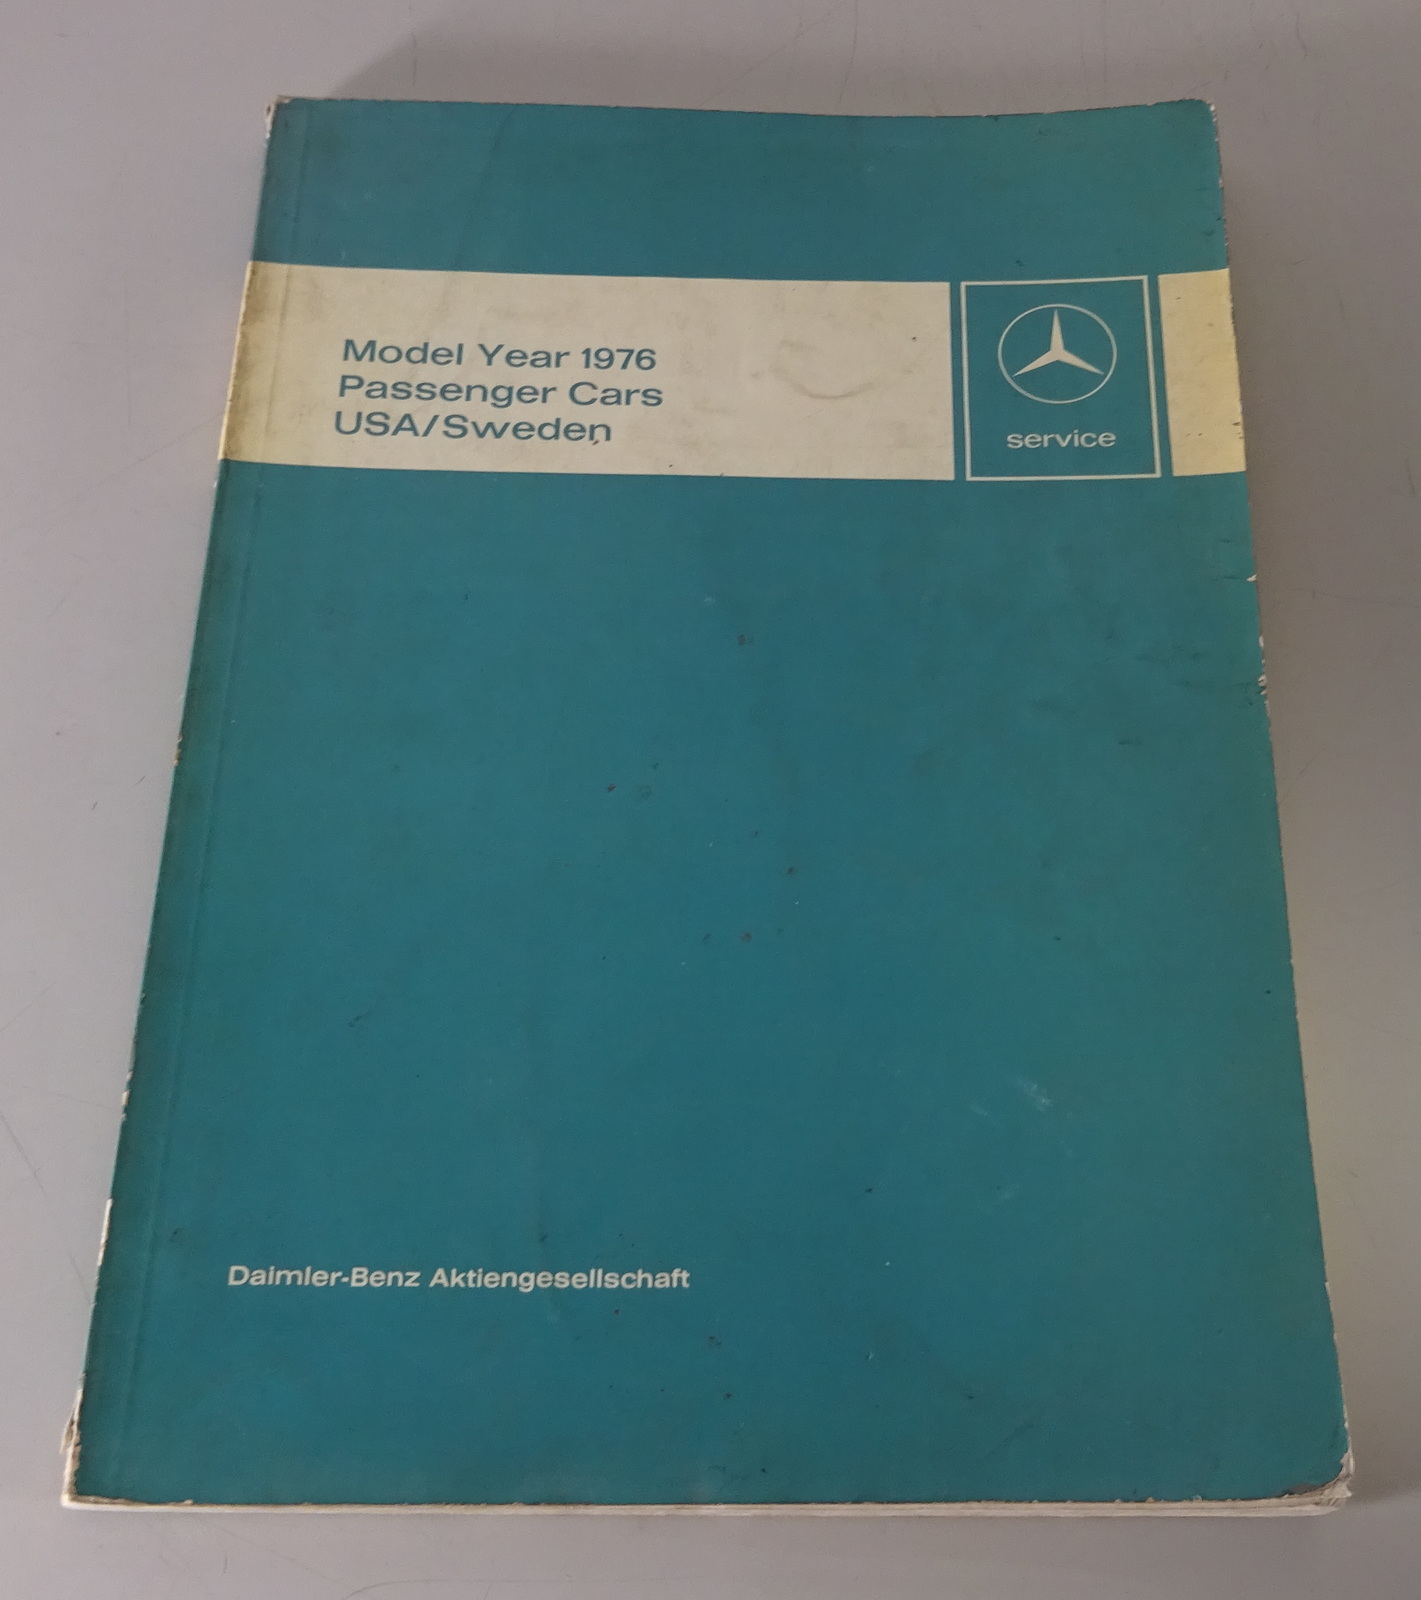 Model Year 1976
Passenger Cars
USA/Sweden
service
Daimler-Benz Aktiengesellschaft